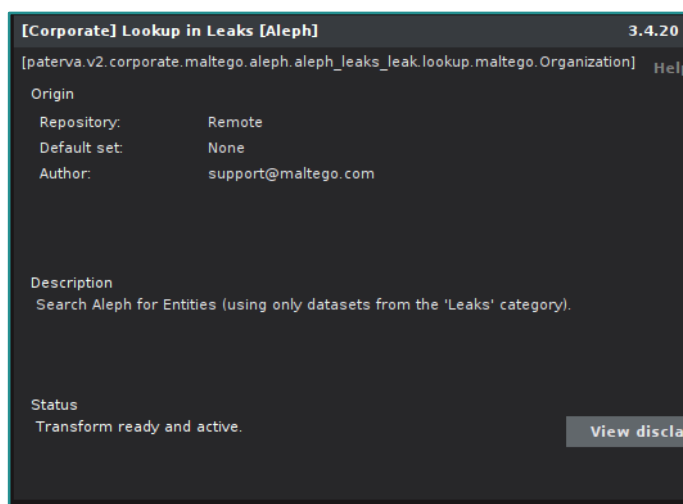 [Corporate] Lookup in Leaks [Aleph] 3.4.20
[paterva.v2.corporate.maltego.aleph.aleph_leaks_leak.lookup.maltego.Organization]
Origin
Repository: Remote
Default set: None
Author: support@maltego.com
Description
Search Aleph for Entities (using only datasets from the 'Leaks' category).
Status
Transform ready and active.
View